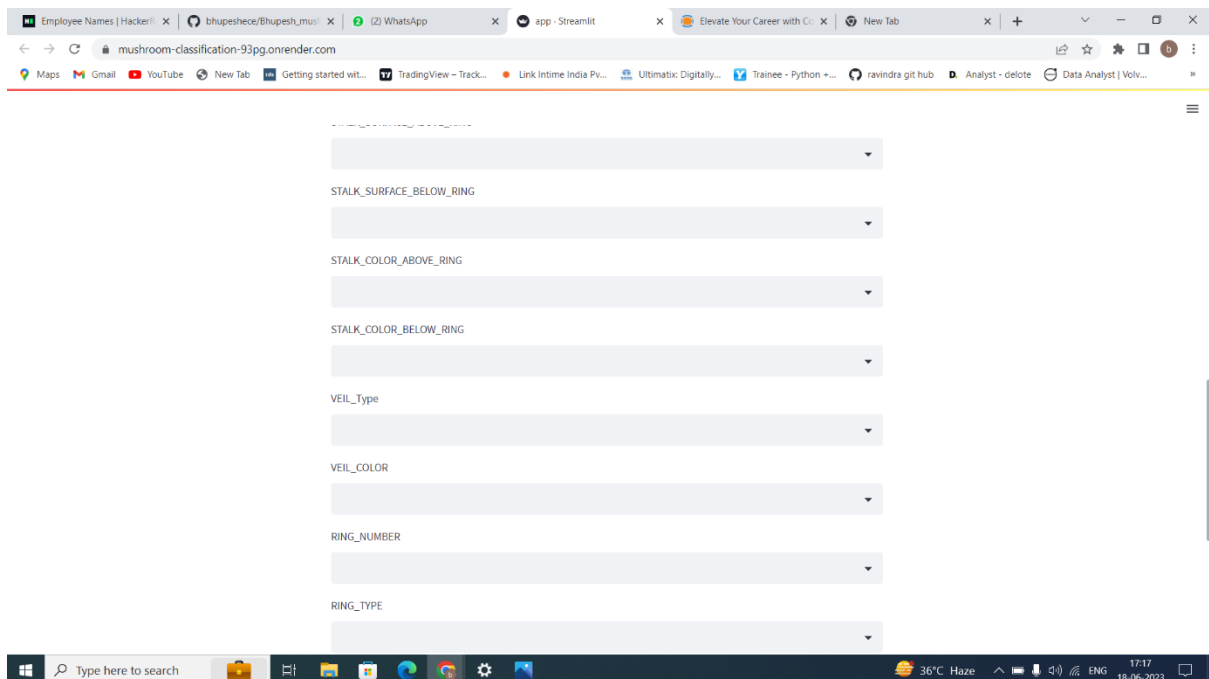 Employee Names | HackerR
bhupeshece/Bhupesh_mus
(2) WhatsApp
app · Streamlit
Elevate Your Career with Co
New Tab
mushroom-classification-93pg.onrender.com
b
Maps
Gmail
YouTube
New Tab
Getting started wit...
TradingView – Track...
Link Intime India Pv...
Ultimatix: Digitally...
Trainee - Python +...
ravindra git hub
Analyst - delote
Data Analyst | Volv...
STALK_SURFACE_ABOVE_RING
STALK_SURFACE_BELOW_RING
STALK_COLOR_ABOVE_RING
STALK_COLOR_BELOW_RING
VEIL_Type
VEIL_COLOR
RING_NUMBER
RING_TYPE
Type here to search
36°C Haze
ENG
17:17
18-06-2023